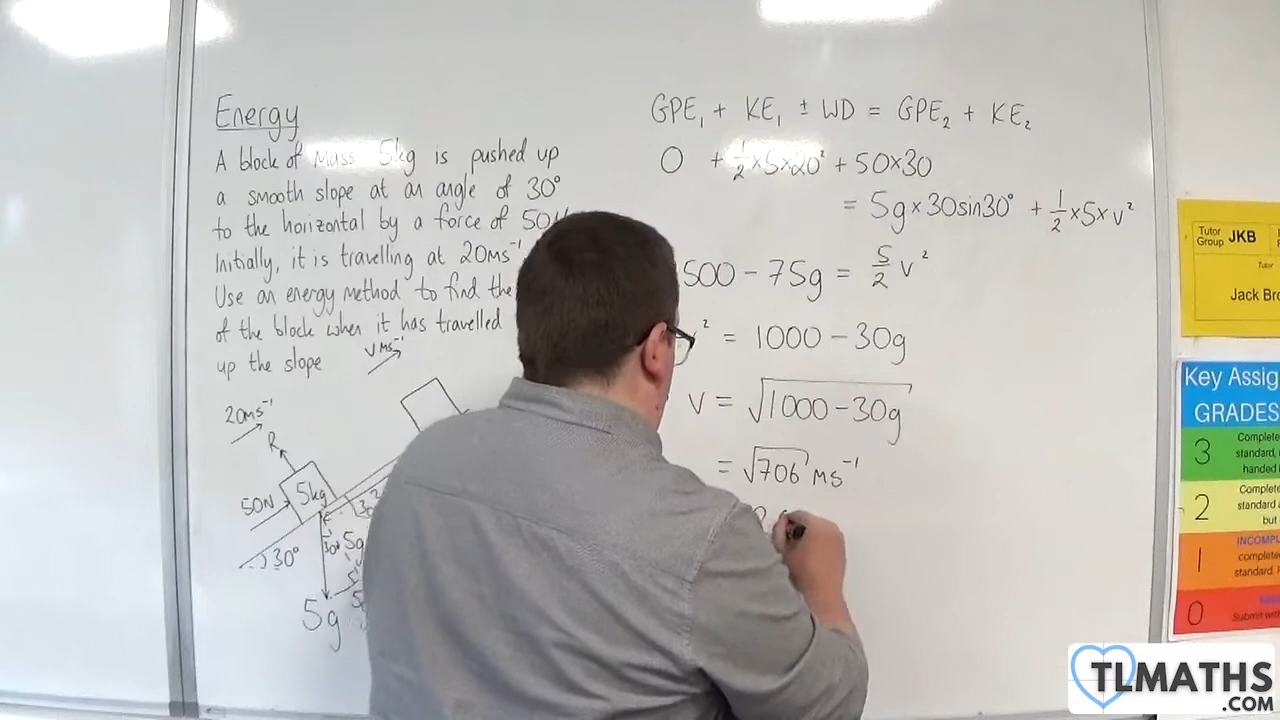 Energy
A block of mass 5kg is pushed up
a smooth slope at an angle of 30°
to the horizontal by a force of 50N
Initially, it is travelling at 20ms⁻¹
Use an energy method to find the
of the block when it has travelled
up the slope
Vms⁻¹
20ms⁻¹
R
50N
5kg
30°
30°
5g
5g
GPE₁ + KE₁ ± WD = GPE₂ + KE₂
0 + ½×5×20² + 50×30
= 5g×30sin30° + ½×5×v²
500 − 75g = 5/2 v²
² = 1000 − 30g
v = √1000 − 30g
= √706 ms⁻¹
Tutor
Group JKB
Tutor
Jack Bro
Key Assig
GRADES
3 Complete
standard,
handed
2 Complete
standard
but
1 INCOMPL
complete
standard.
0
Submit with
TLMATHS
.COM